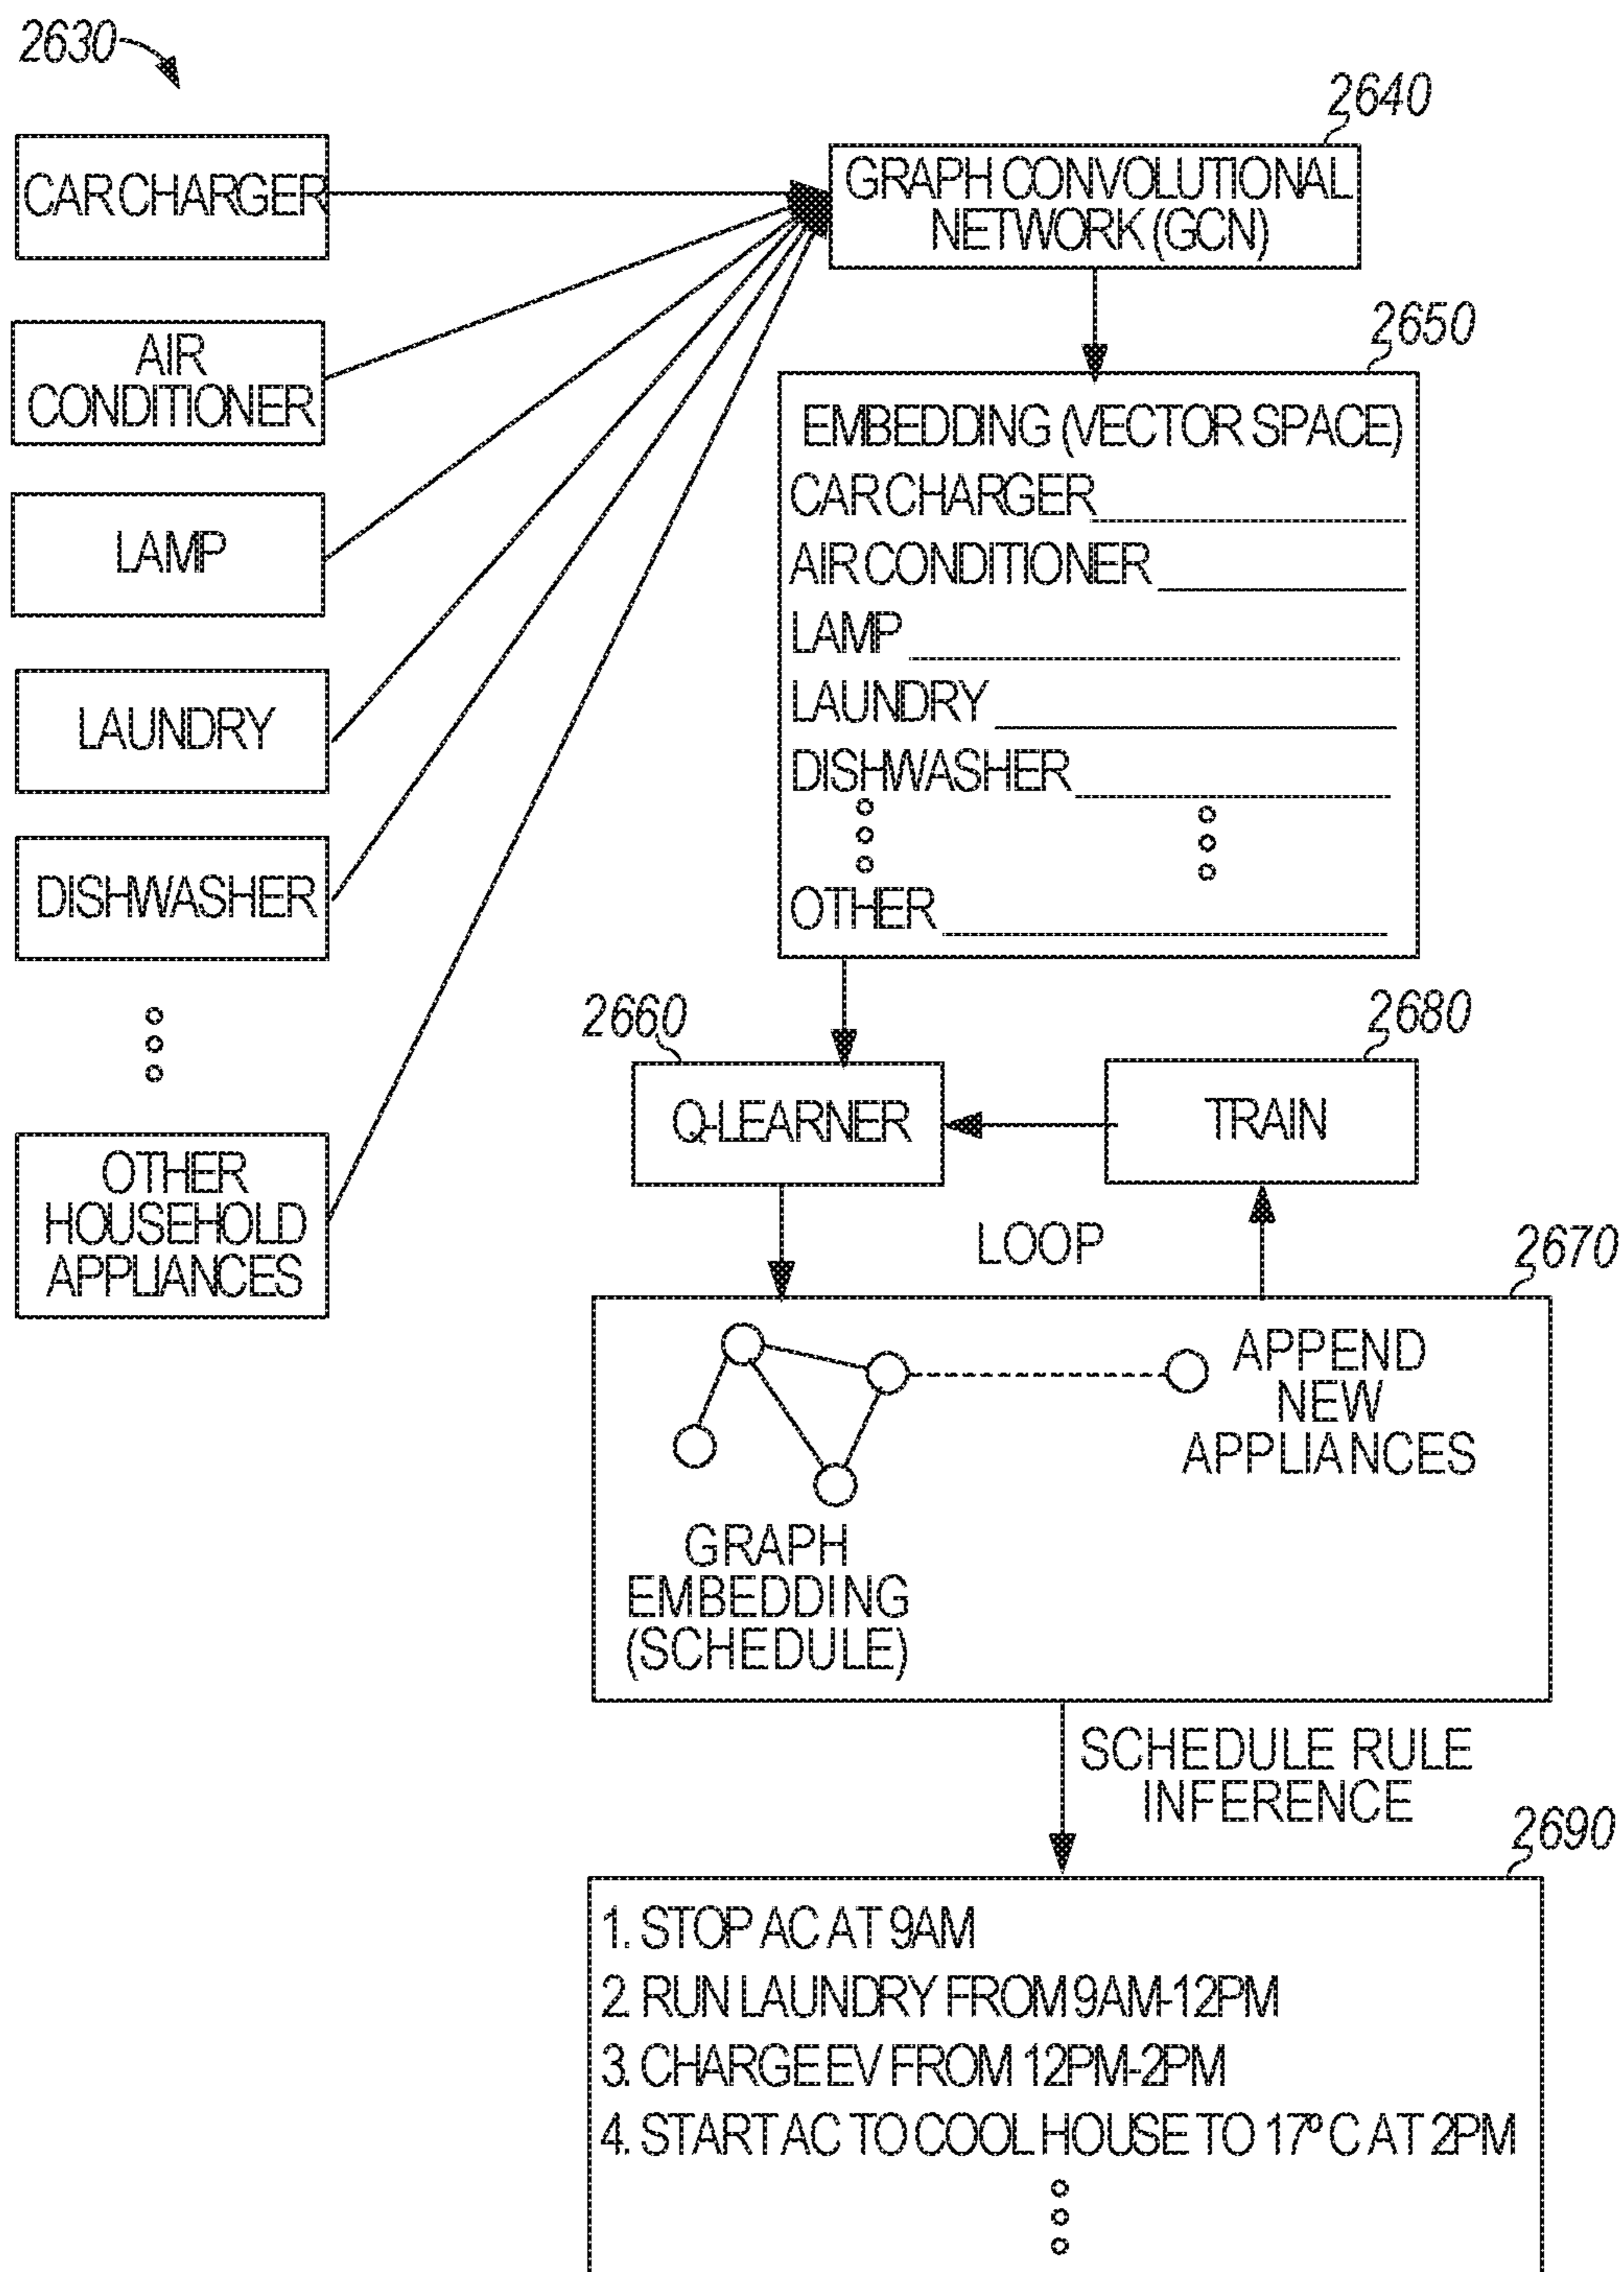 2630
CAR CHARGER
AIR
CONDITIONER
LAMP
LAUNDRY
DISHWASHER
OTHER
HOUSEHOLD
APPLIANCES
2640
GRAPH CONVOLUTIONAL
NETWORK (GCN)
2650
EMBEDDING (VECTOR SPACE)
CAR CHARGER
AIR CONDITIONER
LAMP
LAUNDRY
DISHWASHER
OTHER
2660
Q-LEARNER
2680
TRAIN
LOOP
2670
APPEND
NEW
APPLIANCES
GRAPH
EMBEDDING
(SCHEDULE)
SCHEDULE RULE
INFERENCE
2690
1. STOP AC AT 9AM
2. RUN LAUNDRY FROM 9AM-12PM
3. CHARGE EV FROM 12PM-2PM
4. START AC TO COOL HOUSE TO 17º C AT 2PM